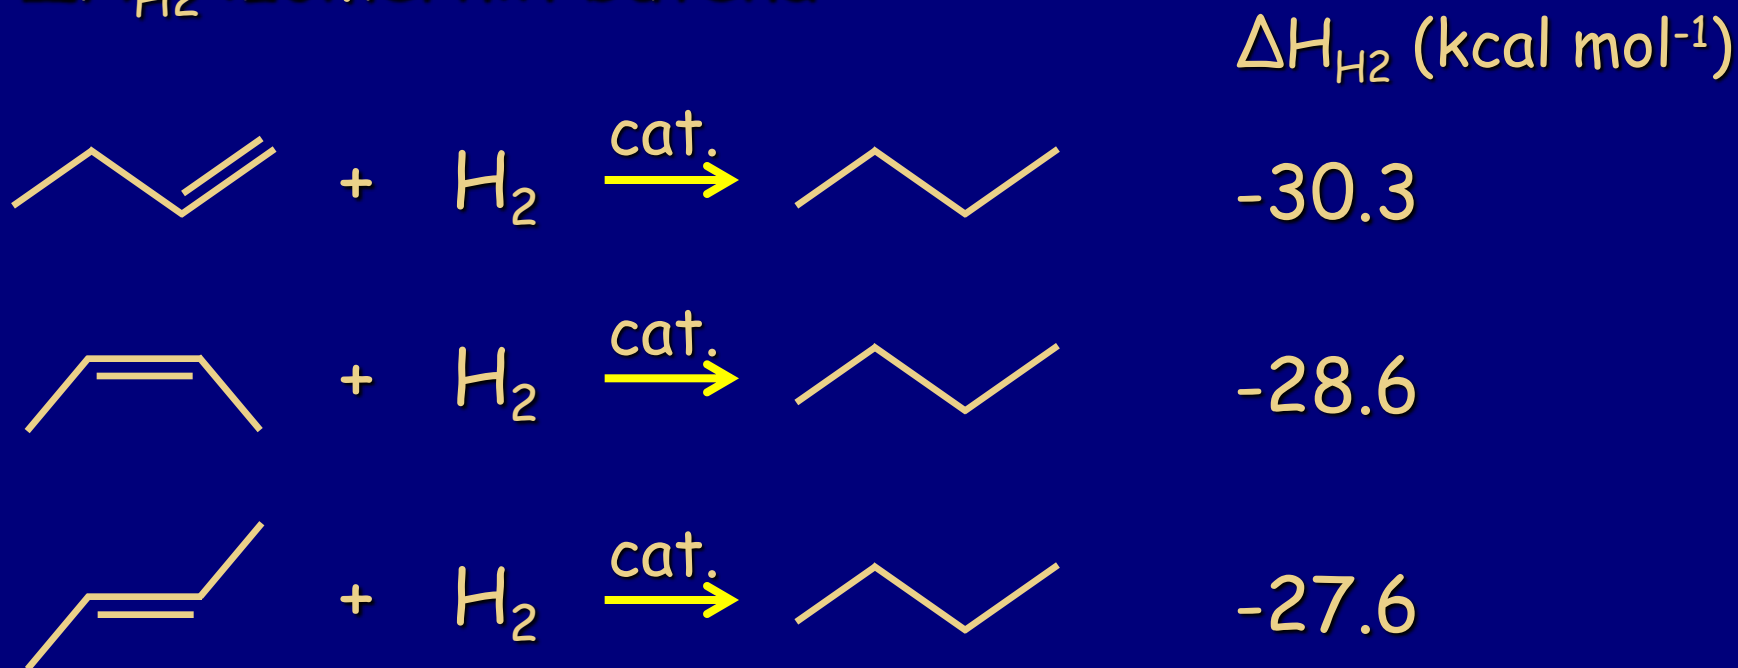 ΔH_H2 (kcal mol⁻¹)
cat.
+ H₂ -30.3
cat.
+ H₂ -28.6
cat.
+ H₂ -27.6